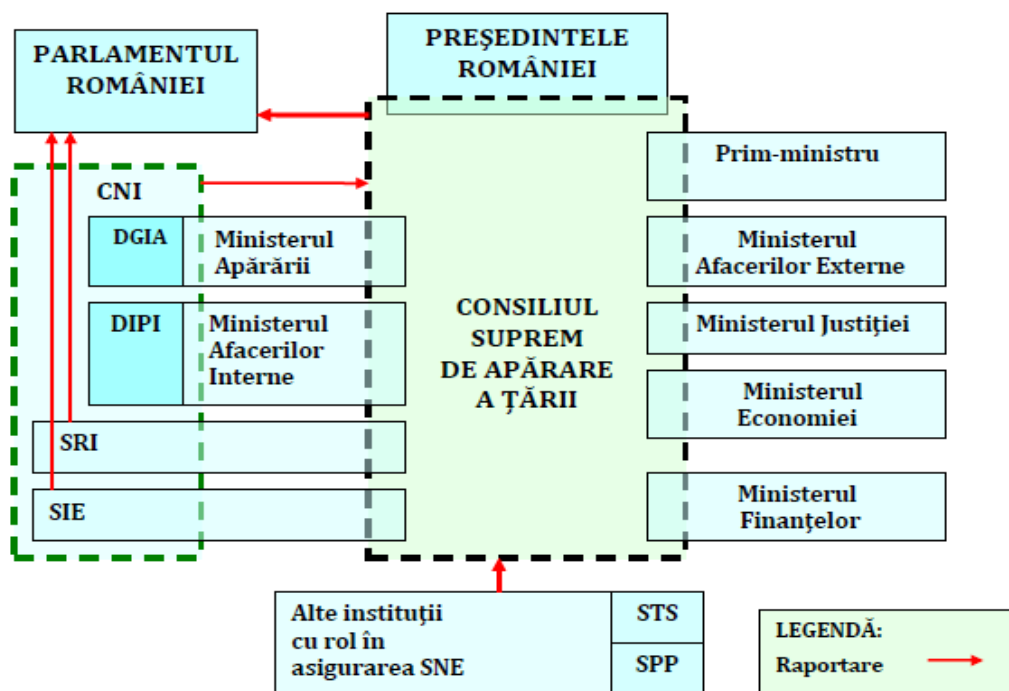 PARLAMENTUL
ROMÂNIEI
PREŞEDINTELE
ROMÂNIEI
CNI
DGIA
Ministerul
Apărării
DIPI
Ministerul
Afacerilor
Interne
SRI
SIE
CONSILIUL
SUPREM
DE APĂRARE
A ŢĂRII
Prim-ministru
Ministerul
Afacerilor Externe
Ministerul Justiţiei
Ministerul
Economiei
Ministerul
Finanţelor
Alte instituţii
cu rol în
asigurarea SNE
STS
SPP
LEGENDĂ:
Raportare